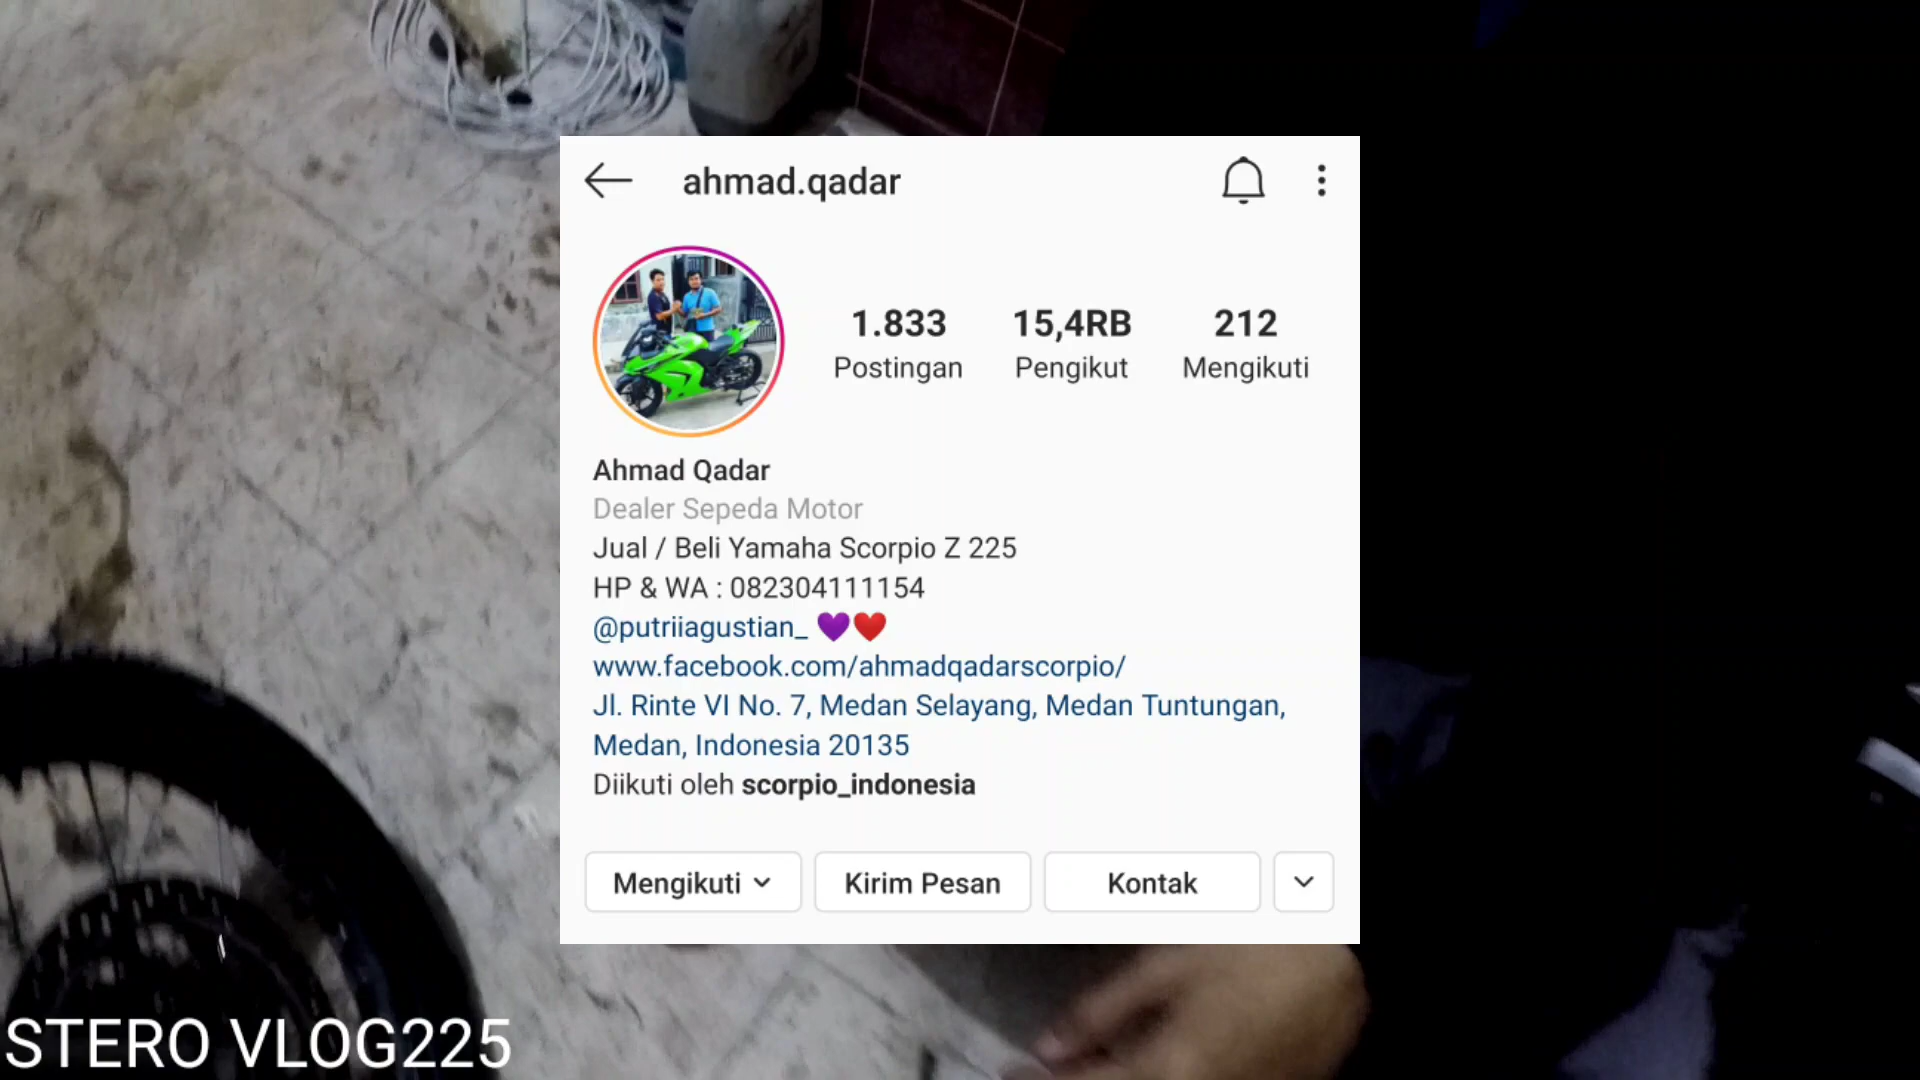 ahmad.qadar
1.833 15,4RB 212
Postingan Pengikut Mengikuti
Ahmad Qadar
Dealer Sepeda Motor
Jual / Beli Yamaha Scorpio Z 225
HP & WA : 082304111154
@putriiagustian_ 💜❤️
www.facebook.com/ahmadqadarscorpio/
Jl. Rinte VI No. 7, Medan Selayang, Medan Tuntungan,
Medan, Indonesia 20135
Diikuti oleh scorpio_indonesia
Mengikuti Kirim Pesan Kontak
STERO VLOG225